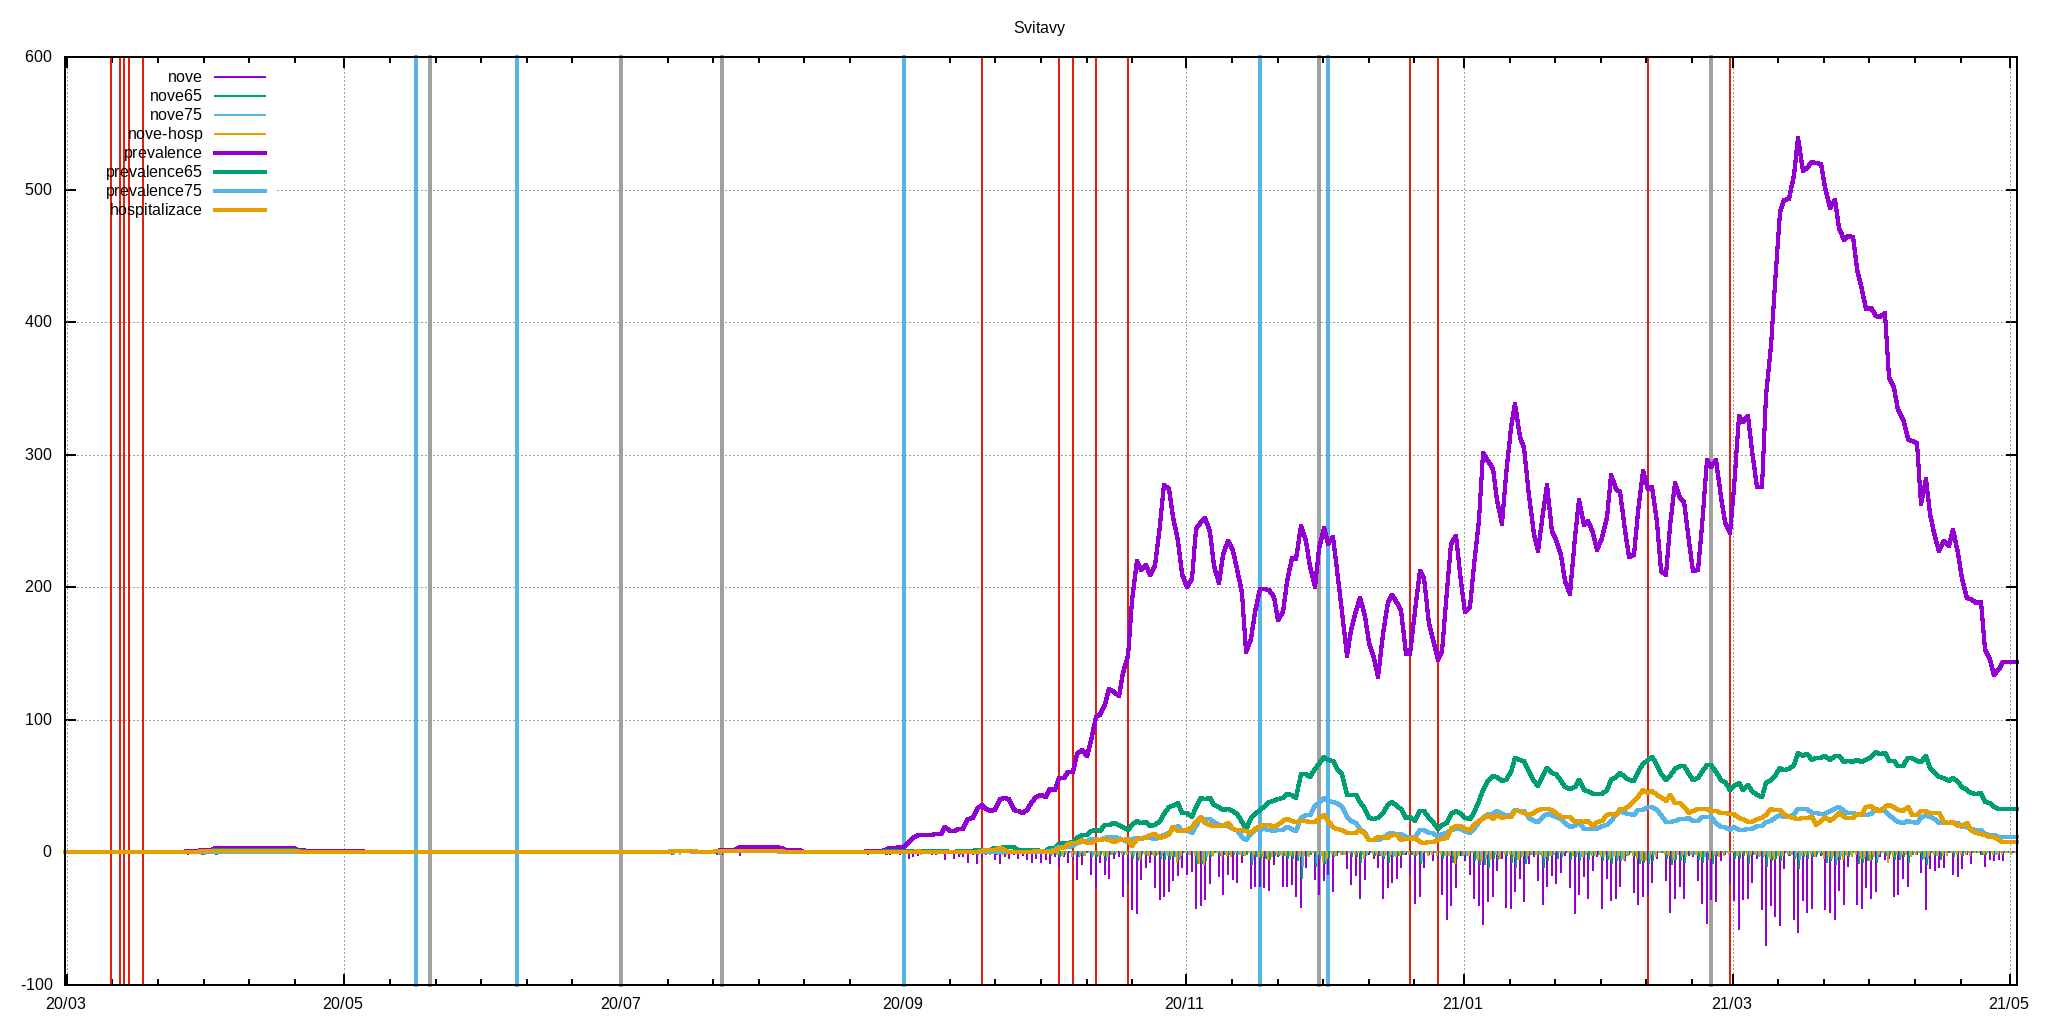 Svitavy
600
nove
nove65
nove75
nove-hosp
prevalence
prevalence65
prevalence75
hospitalizace
500
400
300
200
100
0
-100
20/03 20/05 20/07 20/09 20/11 21/01 21/03 21/05